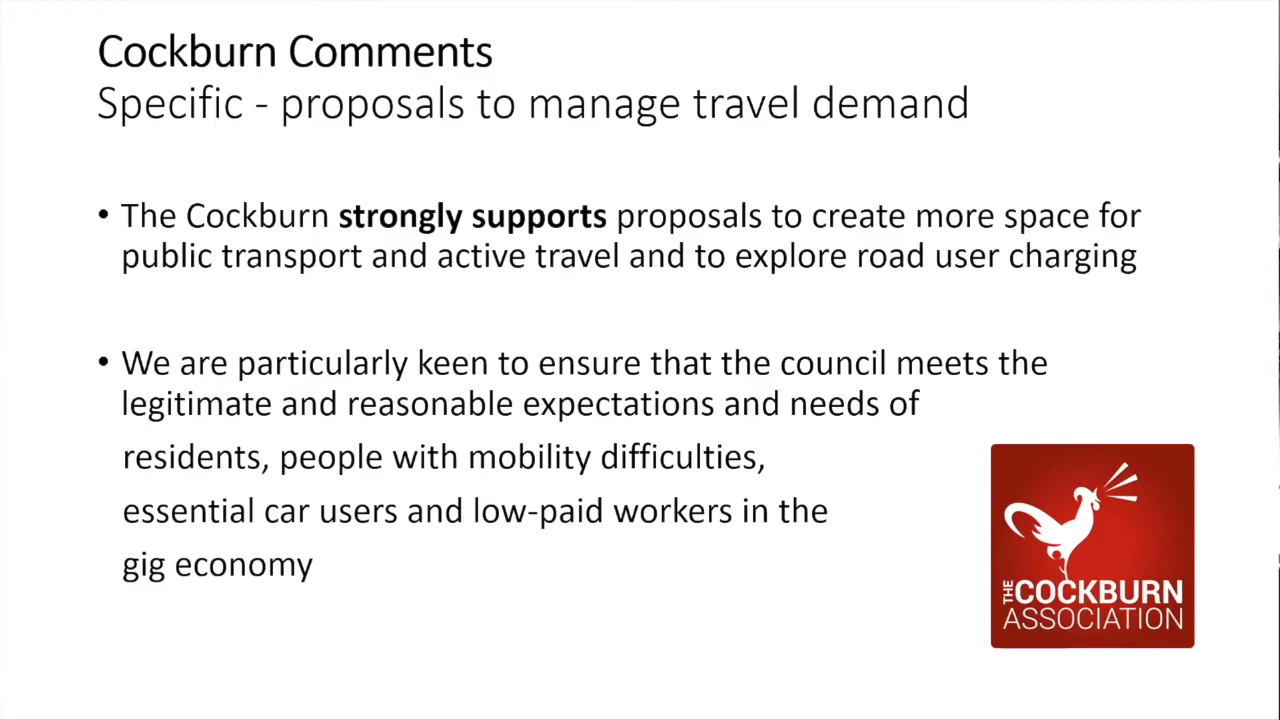 Cockburn Comments
Specific - proposals to manage travel demand
• The Cockburn strongly supports proposals to create more space for
public transport and active travel and to explore road user charging
• We are particularly keen to ensure that the council meets the
legitimate and reasonable expectations and needs of
residents, people with mobility difficulties,
essential car users and low-paid workers in the
gig economy
THE COCKBURN
ASSOCIATION